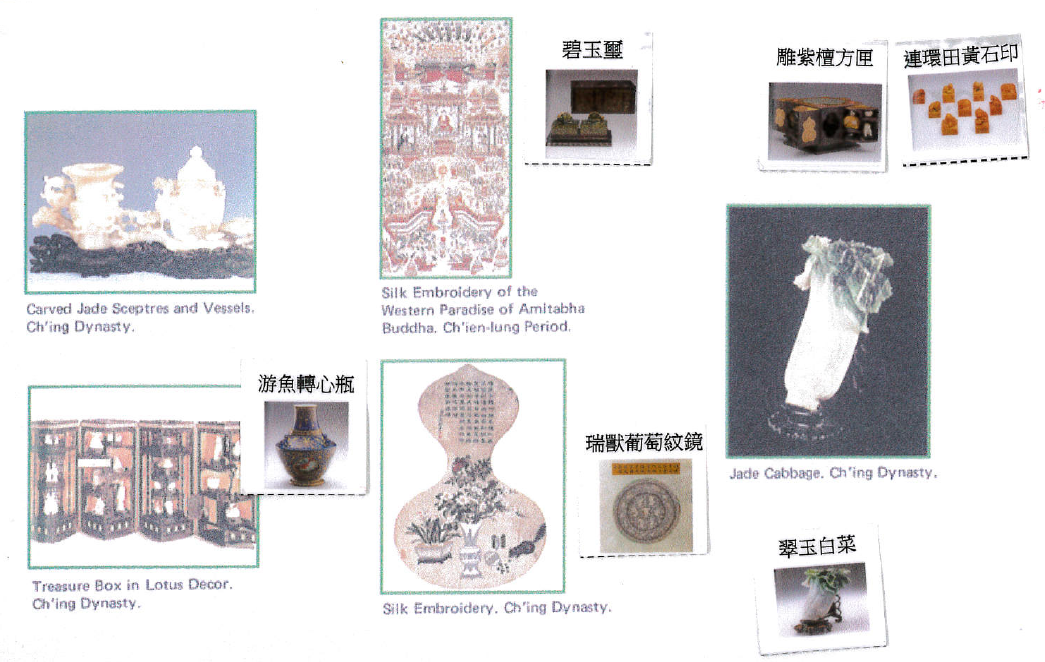 碧玉璽
雕紫檀方匣
連環田黃石印
Carved Jade Sceptres and Vessels.
Ch'ing Dynasty.
Silk Embroidery of the
Western Paradise of Amitabha
Buddha. Ch'ien-lung Period.
游魚轉心瓶
瑞獸葡萄紋鏡
Jade Cabbage. Ch'ing Dynasty.
翠玉白菜
Treasure Box in Lotus Decor.
Ch'ing Dynasty.
Silk Embroidery. Ch'ing Dynasty.